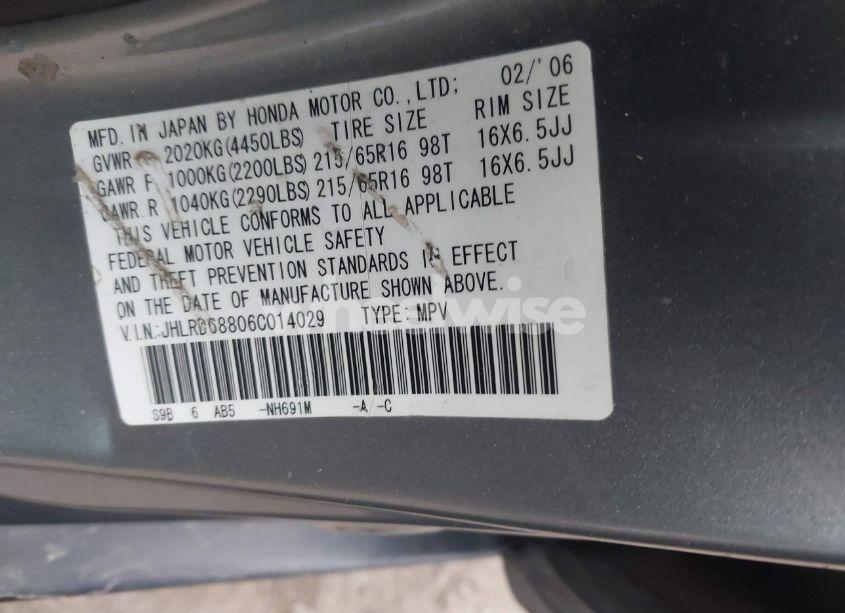 MFD. IN JAPAN BY HONDA MOTOR CO.,LTD; 02/'06
GVWR 2020KG(4450LBS) TIRE SIZE RIM SIZE
GAWR F 1000KG(2200LBS) 215/65R16 98T 16X6.5JJ
GAWR R 1040KG(2290LBS) 215/65R16 98T 16X6.5JJ
THIS VEHICLE CONFORMS TO ALL APPLICABLE
FEDERAL MOTOR VEHICLE SAFETY
AND THEFT PREVENTION STANDARDS IN EFFECT
ON THE DATE OF MANUFACTURE SHOWN ABOVE.
V.I.N.:JHLRD68806C014029 TYPE: MPV
S9B 6 AB5 -NH691M -A/-C